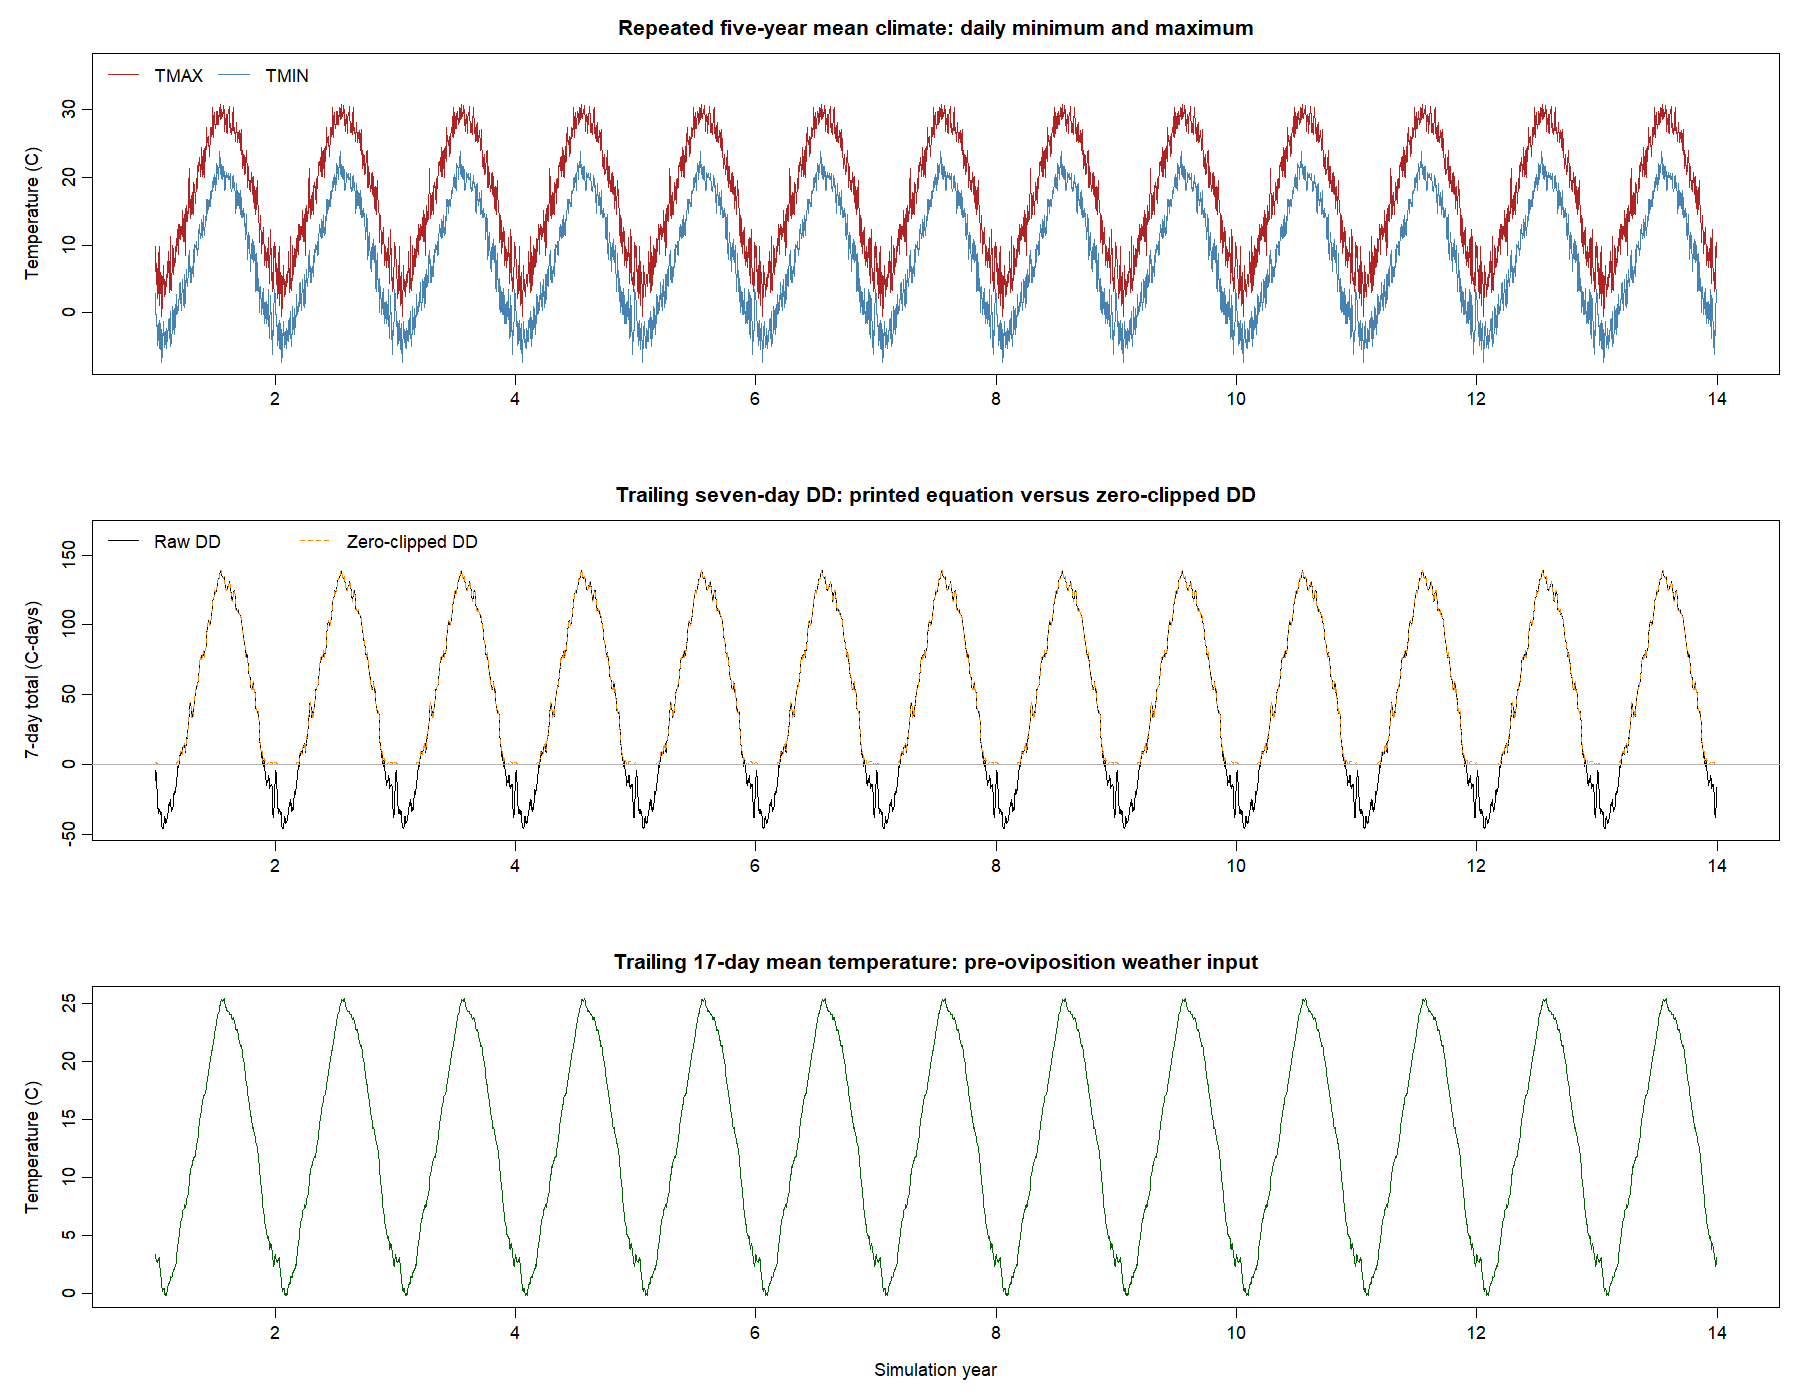 Repeated five-year mean climate: daily minimum and maximum
TMAX TMIN
Temperature (C)
30
20
10
0
2 4 6 8 10 12 14
Trailing seven-day DD: printed equation versus zero-clipped DD
Raw DD Zero-clipped DD
7-day total (C-days)
150
100
50
0
-50
2 4 6 8 10 12 14
Trailing 17-day mean temperature: pre-oviposition weather input
Temperature (C)
25
20
15
10
5
0
2 4 6 8 10 12 14
Simulation year